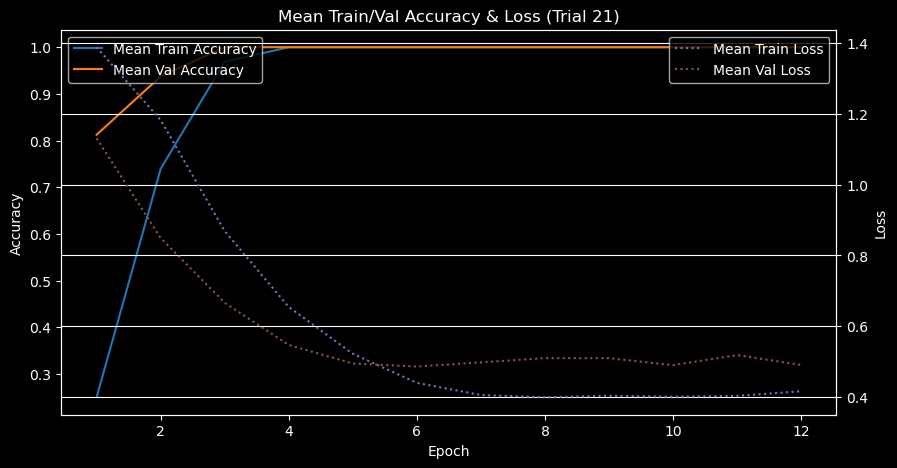 Mean Train/Val Accuracy & Loss (Trial 21)
Mean Train Accuracy
Mean Val Accuracy
Mean Train Loss
Mean Val Loss
1.0
0.9
0.8
0.7
0.6
0.5
0.4
0.3
Accuracy
1.4
1.2
1.0
0.8
0.6
0.4
Loss
2
4
6
8
10
12
Epoch